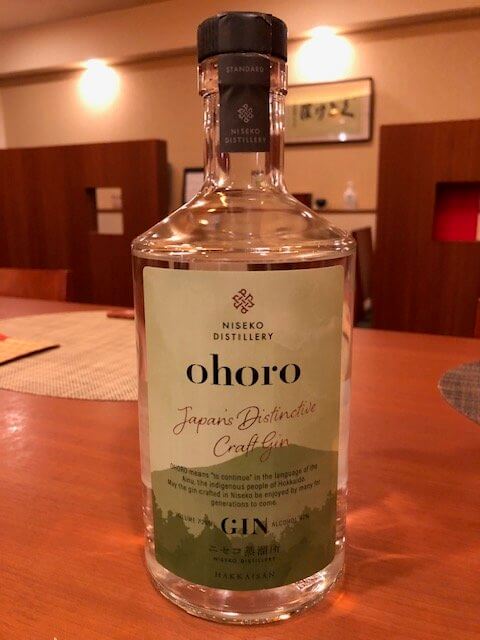 STANDARD
NISEKO
DISTILLERY
NISEKO
DISTILLERY
ohoro
Japan's Distinctive
Craft Gin
OHORO means "to continue" in the language of the
Ainu, the indigenous people of Hokkaido.
May the gin crafted in Niseko be enjoyed by many for
generations to come.
GIN
ニセコ蒸溜所
NISEKO DISTILLERY
HAKKAISAN